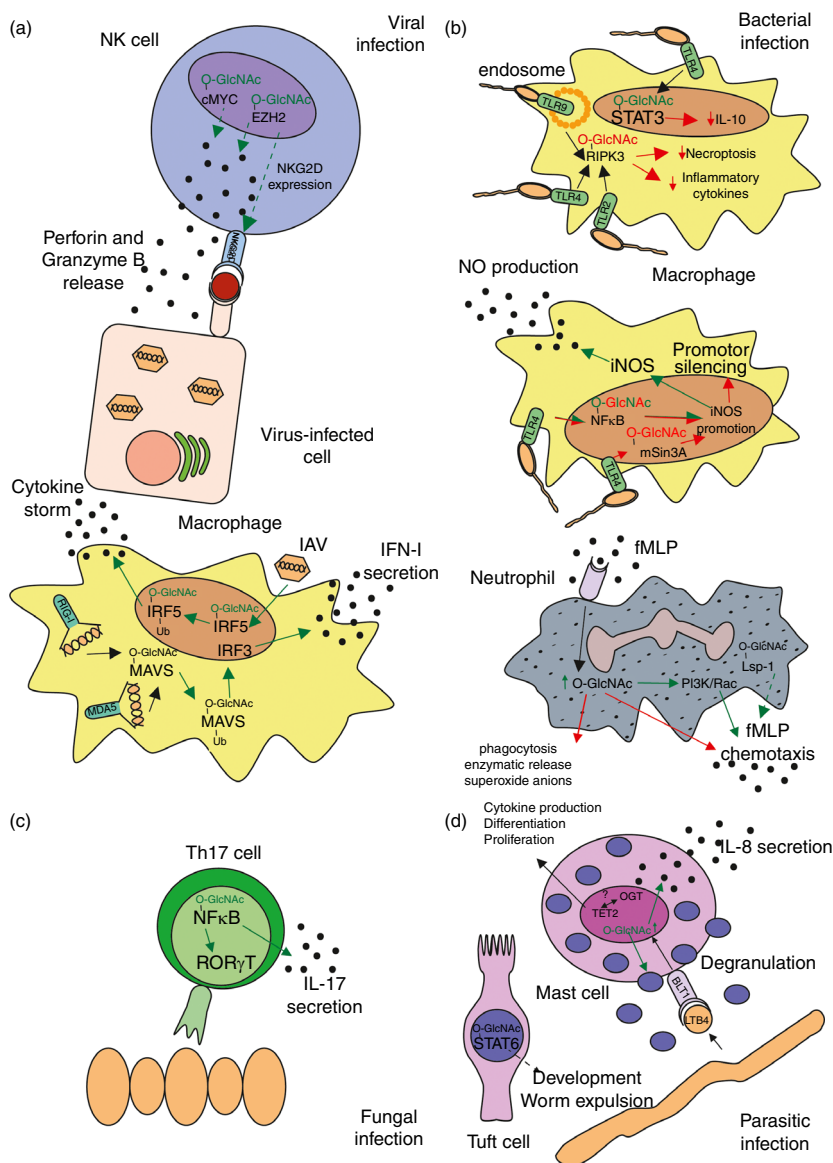 (a)
NK cell
Viral
infection
O-GlcNAc
cMYC
O-GlcNAc
EZH2
NKG2D
expression
NKG2D
Perforin and
Granzyme B
release
Virus-infected
cell
Cytokine
storm
Macrophage
IAV
IFN-I
secretion
RIG-I
O-GlcNAc
IRF5
Ub
O-GlcNAc
IRF5
IRF3
O-GlcNAc
MAVS
MDA5
O-GlcNAc
MAVS
Ub
(b)
Bacterial
infection
TLR4
endosome
TLR9
O-GlcNAc
STAT3
IL-10
O-GlcNAc
RIPK3
Necroptosis
Inflammatory
cytokines
TLR4
TLR2
NO production
Macrophage
iNOS
Promotor
silencing
O-GlcNAc
NFκB
iNOS
promotion
O-GlcNAc
mSin3A
TLR4
TLR4
fMLP
Neutrophil
O-GlcNAc
Lsp-1
O-GlcNAc
PI3K/Rac
fMLP
chemotaxis
phagocytosis
enzymatic release
superoxide anions
(c)
Th17 cell
O-GlcNAc
NFκB
RORγT
IL-17
secretion
Fungal
infection
(d)
Cytokine production
Differentiation
Proliferation
IL-8 secretion
?
OGT
TET2
O-GlcNAc
Mast cell
Degranulation
BLT1
LTB4
O-GlcNAc
STAT6
Development
Worm expulsion
Tuft cell
Parasitic
infection